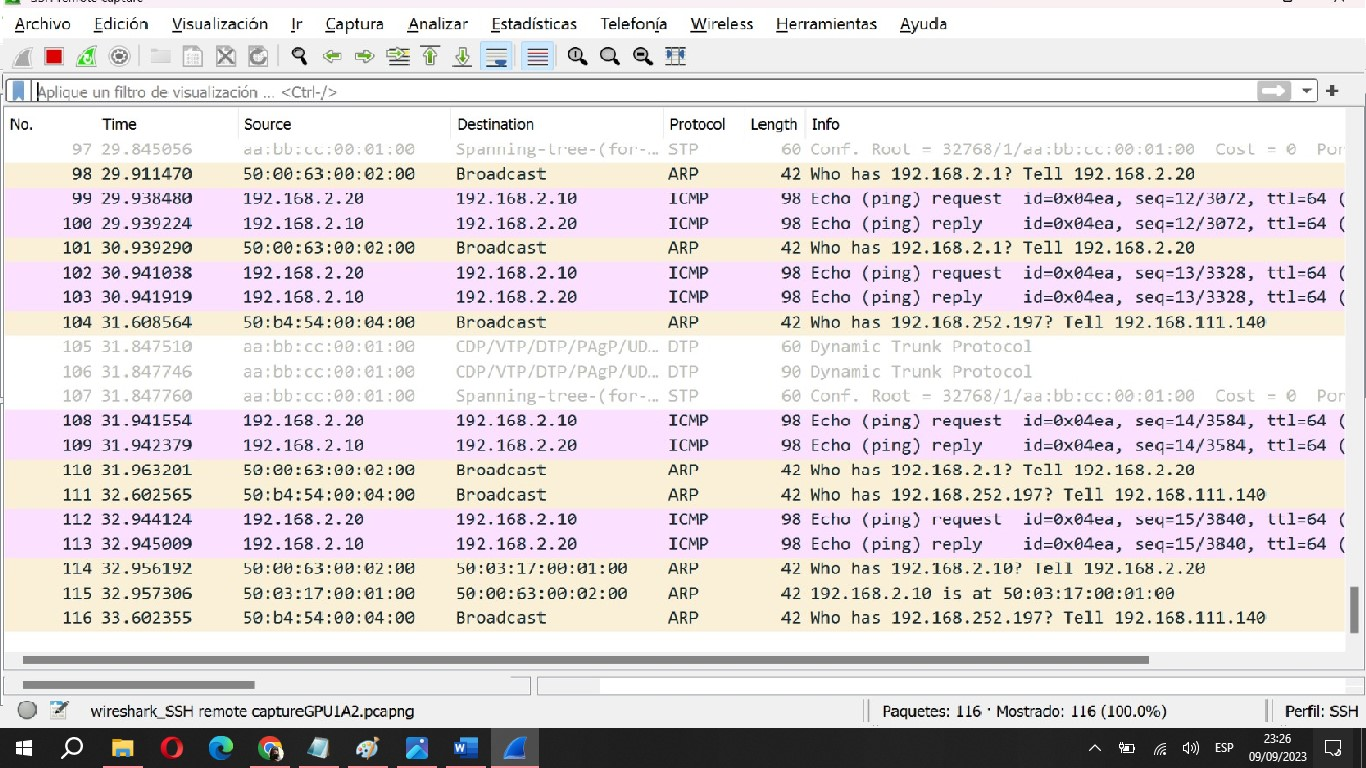 SSH remote capture
Archivo Edición Visualización Ir Captura Analizar Estadísticas Telefonía Wireless Herramientas Ayuda
Aplique un filtro de visualización ... <Ctrl-/>
No. Time Source Destination Protocol Length Info
97 29.845056 aa:bb:cc:00:01:00 Spanning-tree-(for-… STP 60 Conf. Root = 32768/1/aa:bb:cc:00:01:00 Cost = 0 Por
98 29.911470 50:00:63:00:02:00 Broadcast ARP 42 Who has 192.168.2.1? Tell 192.168.2.20
99 29.938480 192.168.2.20 192.168.2.10 ICMP 98 Echo (ping) request id=0x04ea, seq=12/3072, ttl=64 (
100 29.939224 192.168.2.10 192.168.2.20 ICMP 98 Echo (ping) reply id=0x04ea, seq=12/3072, ttl=64 (
101 30.939290 50:00:63:00:02:00 Broadcast ARP 42 Who has 192.168.2.1? Tell 192.168.2.20
102 30.941038 192.168.2.20 192.168.2.10 ICMP 98 Echo (ping) request id=0x04ea, seq=13/3328, ttl=64 (
103 30.941919 192.168.2.10 192.168.2.20 ICMP 98 Echo (ping) reply id=0x04ea, seq=13/3328, ttl=64 (
104 31.608564 50:b4:54:00:04:00 Broadcast ARP 42 Who has 192.168.252.197? Tell 192.168.111.140
105 31.847510 aa:bb:cc:00:01:00 CDP/VTP/DTP/PAgP/UD… DTP 60 Dynamic Trunk Protocol
106 31.847746 aa:bb:cc:00:01:00 CDP/VTP/DTP/PAgP/UD… DTP 90 Dynamic Trunk Protocol
107 31.847760 aa:bb:cc:00:01:00 Spanning-tree-(for-… STP 60 Conf. Root = 32768/1/aa:bb:cc:00:01:00 Cost = 0 Por
108 31.941554 192.168.2.20 192.168.2.10 ICMP 98 Echo (ping) request id=0x04ea, seq=14/3584, ttl=64 (
109 31.942379 192.168.2.10 192.168.2.20 ICMP 98 Echo (ping) reply id=0x04ea, seq=14/3584, ttl=64 (
110 31.963201 50:00:63:00:02:00 Broadcast ARP 42 Who has 192.168.2.1? Tell 192.168.2.20
111 32.602565 50:b4:54:00:04:00 Broadcast ARP 42 Who has 192.168.252.197? Tell 192.168.111.140
112 32.944124 192.168.2.20 192.168.2.10 ICMP 98 Echo (ping) request id=0x04ea, seq=15/3840, ttl=64 (
113 32.945009 192.168.2.10 192.168.2.20 ICMP 98 Echo (ping) reply id=0x04ea, seq=15/3840, ttl=64 (
114 32.956192 50:00:63:00:02:00 50:03:17:00:01:00 ARP 42 Who has 192.168.2.10? Tell 192.168.2.20
115 32.957306 50:03:17:00:01:00 50:00:63:00:02:00 ARP 42 192.168.2.10 is at 50:03:17:00:01:00
116 33.602355 50:b4:54:00:04:00 Broadcast ARP 42 Who has 192.168.252.197? Tell 192.168.111.140
wireshark_SSH remote captureGPU1A2.pcapng Paquetes: 116 · Mostrado: 116 (100.0%) Perfil: SSH
ESP 23:26
09/09/2023